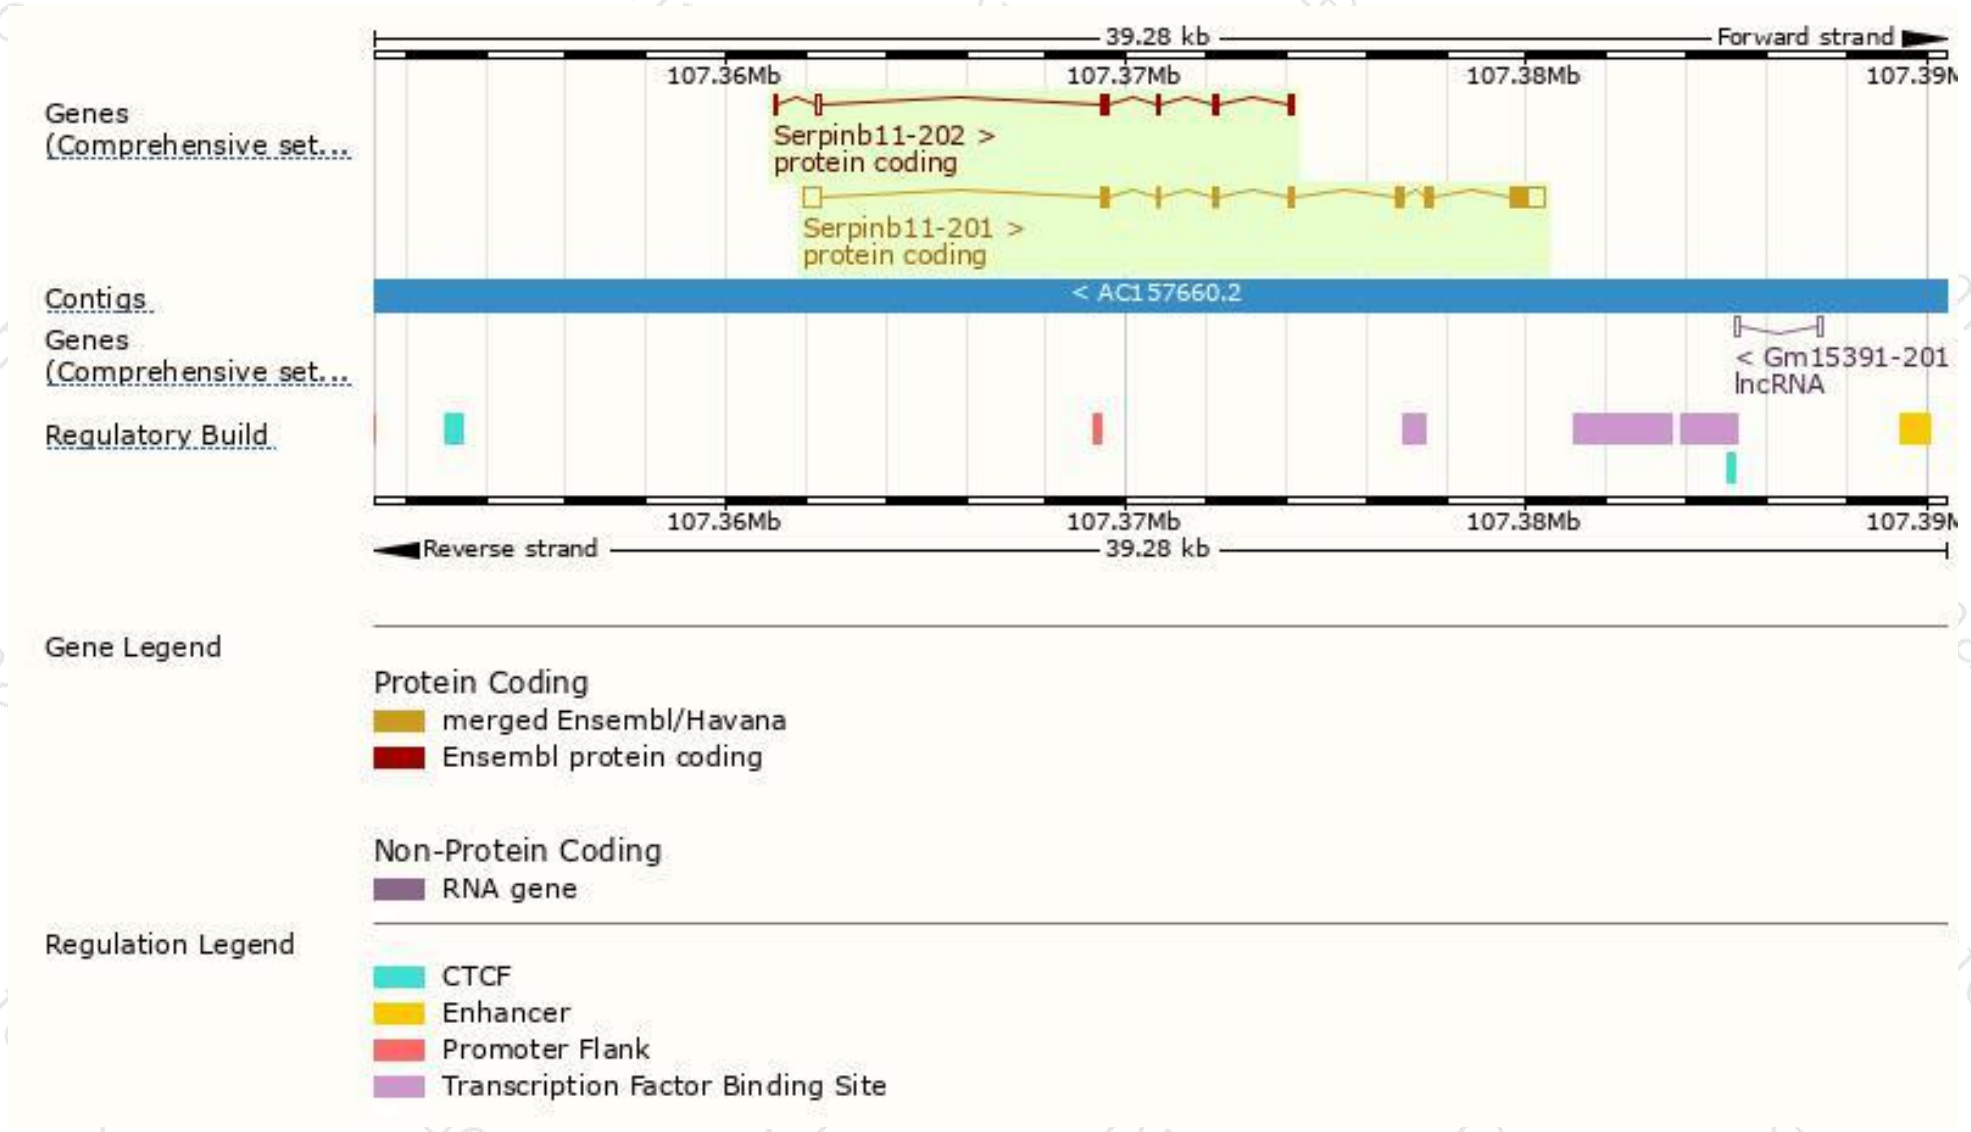 39.28 kb
Forward strand
107.36Mb 107.37Mb 107.38Mb 107.39M
Genes
(Comprehensive set...
Serpinb11-202 >
protein coding
Serpinb11-201 >
protein coding
Contigs
< AC157660.2
Genes
(Comprehensive set...
< Gm15391-201
lncRNA
Regulatory Build
107.36Mb 107.37Mb 107.38Mb 107.39M
Reverse strand
39.28 kb
Gene Legend
Protein Coding
merged Ensembl/Havana
Ensembl protein coding
Non-Protein Coding
RNA gene
Regulation Legend
CTCF
Enhancer
Promoter Flank
Transcription Factor Binding Site